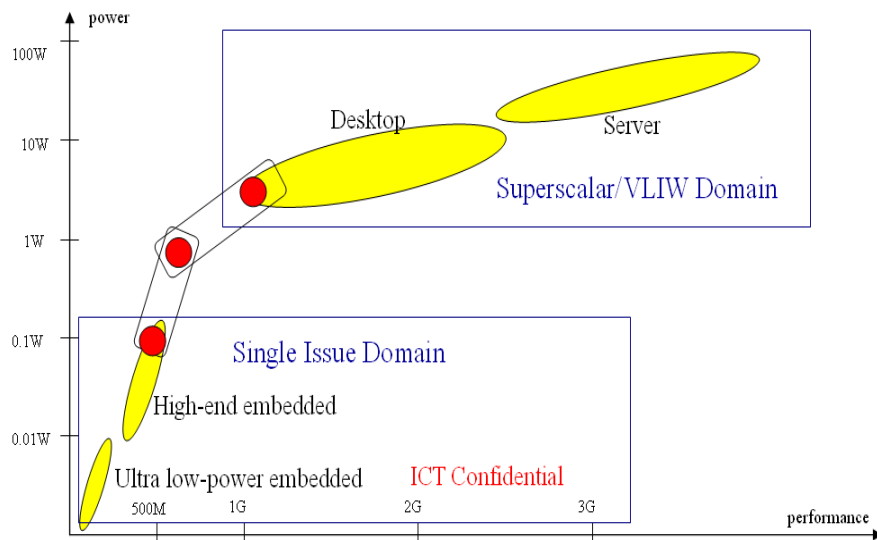 power
100W
Desktop
Server
10W
Superscalar/VLIW Domain
1W
0.1W
Single Issue Domain
High-end embedded
0.01W
Ultra low-power embedded
ICT Confidential
500M
1G
2G
3G
performance